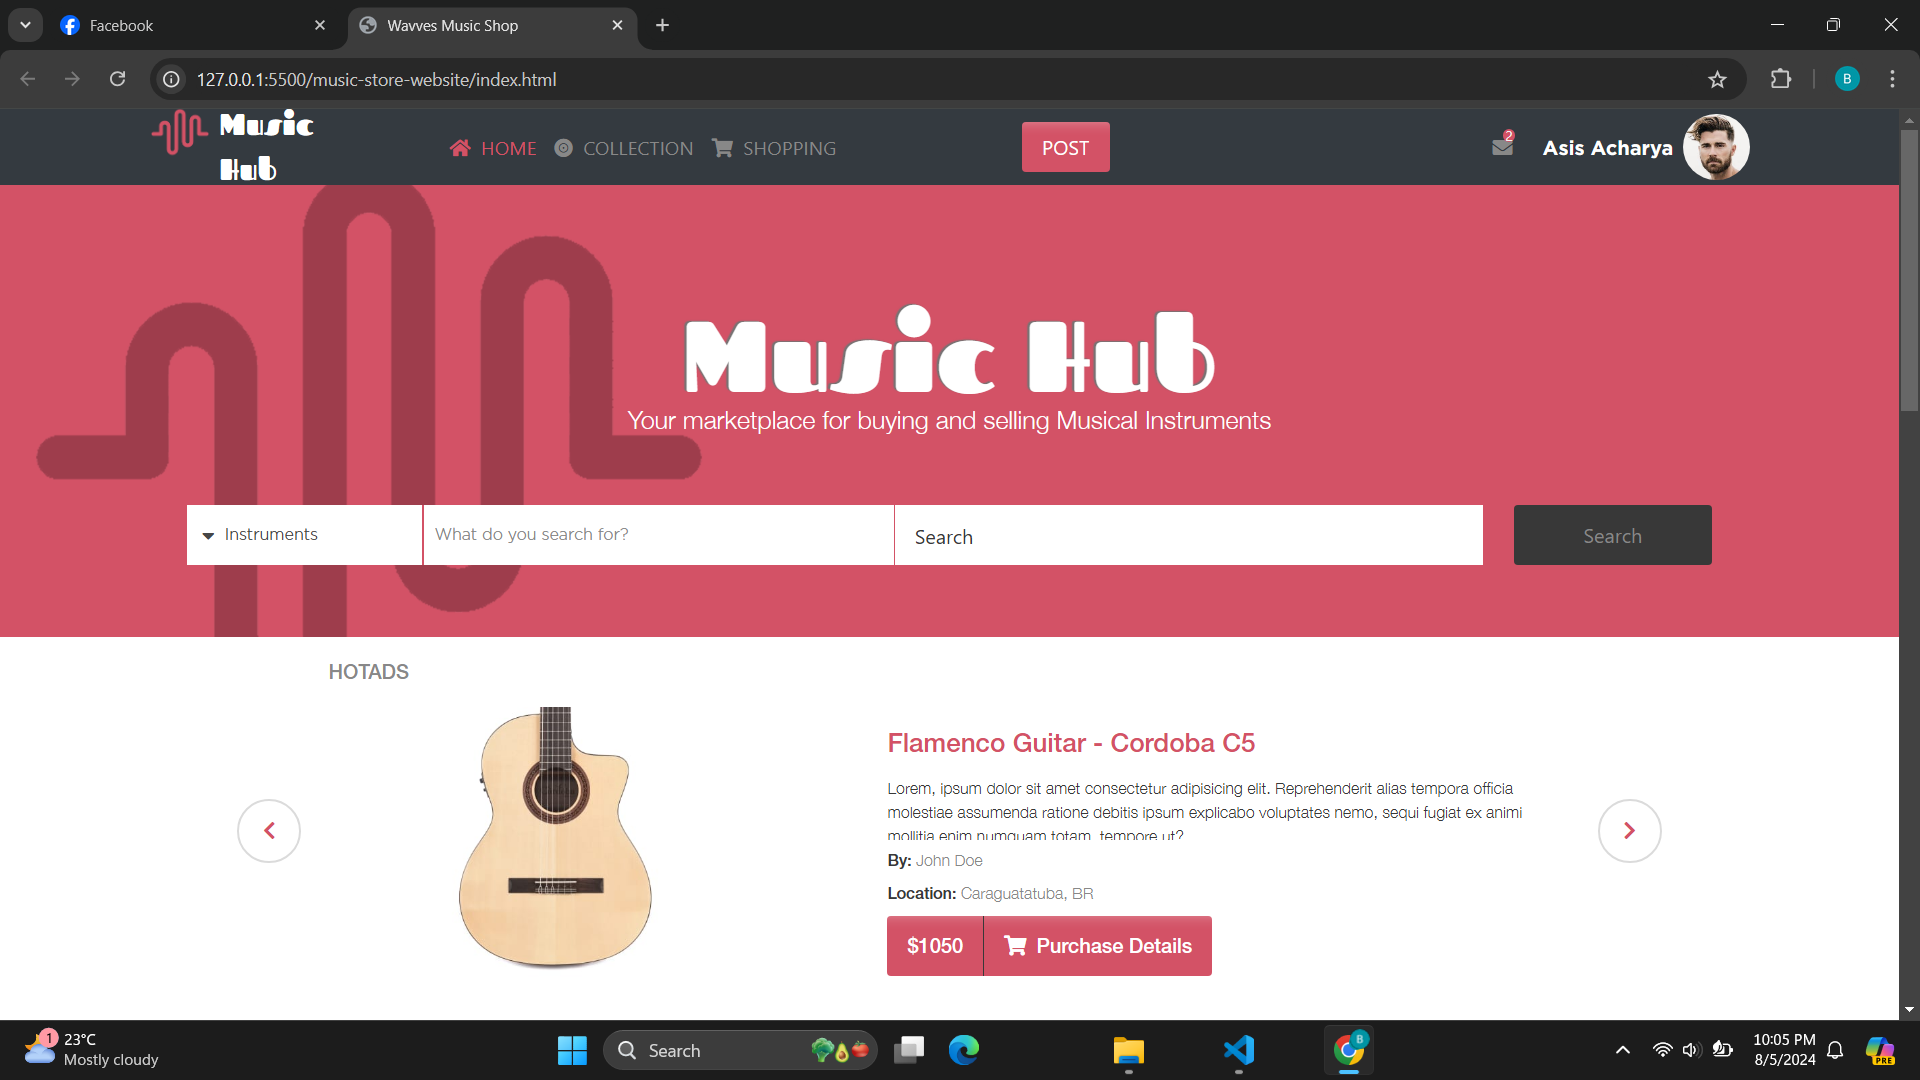 Facebook
Wavves Music Shop
127.0.0.1:5500/music-store-website/index.html
B
Music
Hub
HOME
COLLECTION
SHOPPING
POST
2
Asis Acharya
Music Hub
Your marketplace for buying and selling Musical Instruments
Instruments
What do you search for?
Search
Search
HOTADS
Flamenco Guitar - Cordoba C5
Lorem, ipsum dolor sit amet consectetur adipisicing elit. Reprehenderit alias tempora officia
molestiae assumenda ratione debitis ipsum explicabo voluptates nemo, sequi fugiat ex animi
mollitia enim numquam totam, tempore ut?
By: John Doe
Location: Caraguatatuba, BR
$1050
Purchase Details
1
23°C
Mostly cloudy
Search
B
10:05 PM
8/5/2024
PRE